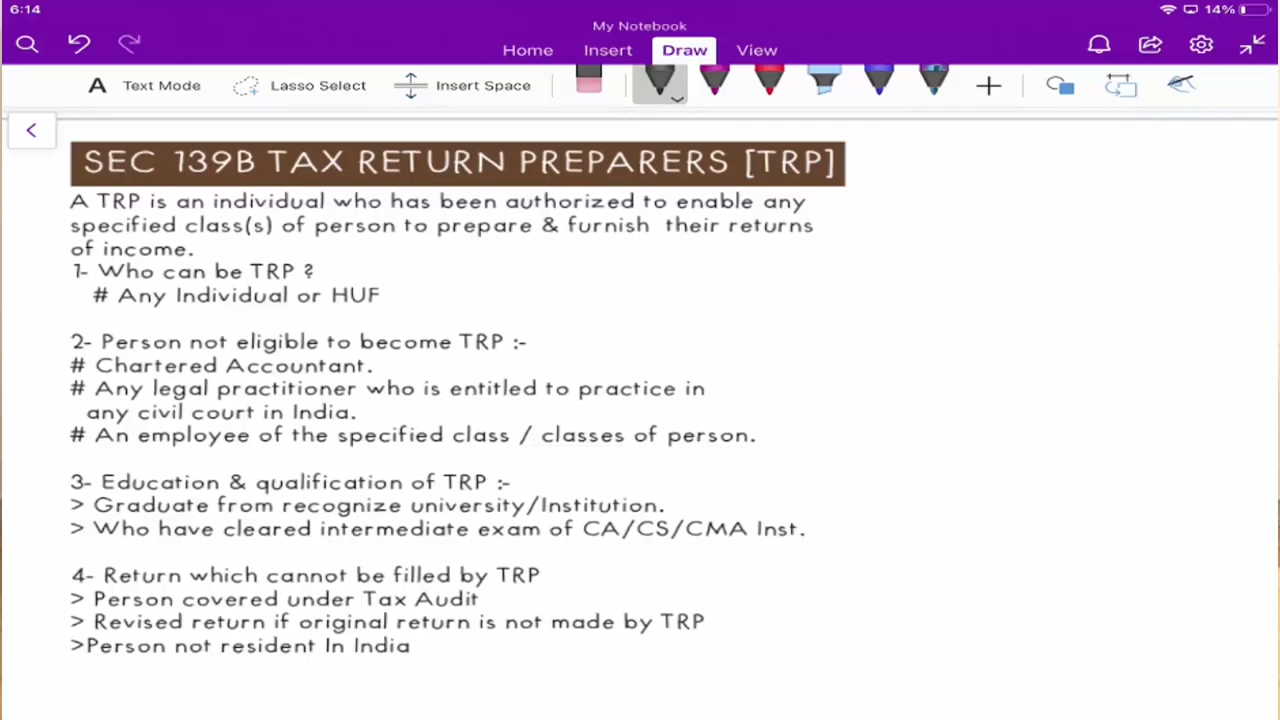 6:14
14%
My Notebook
Home Insert Draw View
A Text Mode Lasso Select Insert Space
SEC 139B TAX RETURN PREPARERS [TRP]
A TRP is an individual who has been authorized to enable any
specified class(s) of person to prepare & furnish their returns
of income.
1- Who can be TRP ?
# Any Individual or HUF
2- Person not eligible to become TRP :-
# Chartered Accountant.
# Any legal practitioner who is entitled to practice in
any civil court in India.
# An employee of the specified class / classes of person.
3- Education & qualification of TRP :-
> Graduate from recognize university/Institution.
> Who have cleared intermediate exam of CA/CS/CMA Inst.
4- Return which cannot be filled by TRP
> Person covered under Tax Audit
> Revised return if original return is not made by TRP
>Person not resident In India